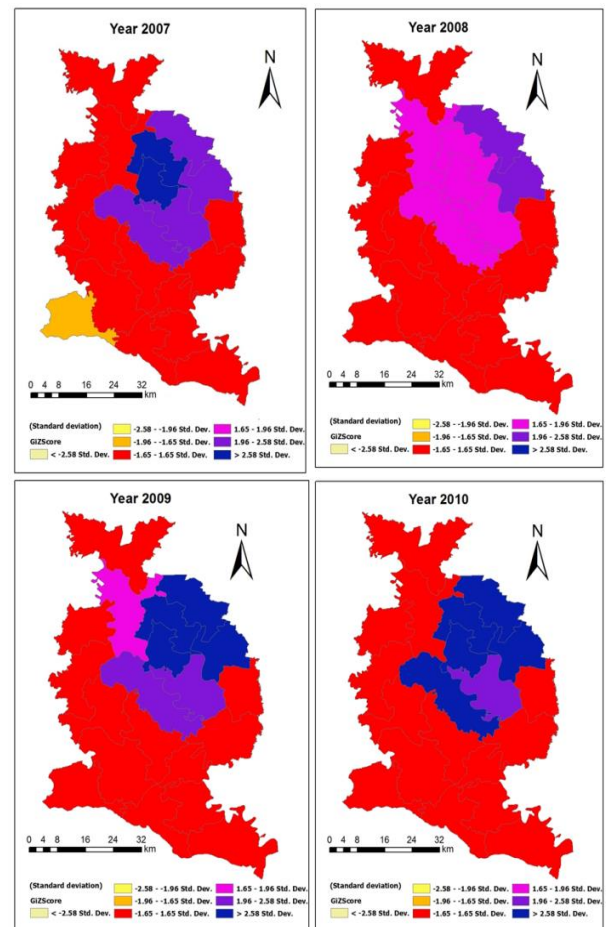 Year 2007
N
0 4 8 16 24 32
km
(Standard deviation)
GiZScore
< -2.58 Std. Dev.
-2.58 - -1.96 Std. Dev.
-1.96 --1.65 Std. Dev.
-1.65 - 1.65 Std. Dev.
1.65 - 1.96 Std. Dev.
1.96 - 2.58 Std. Dev.
> 2.58 Std. Dev.
Year 2008
N
0 4 8 16 24 32
km
(Standard deviation)
GiZScore
< -2.58 Std. Dev.
-2.58 - -1.96 Std. Dev.
-1.96 --1.65 Std. Dev.
-1.65 - 1.65 Std. Dev.
1.65 - 1.96 Std. Dev.
1.96 - 2.58 Std. Dev.
> 2.58 Std. Dev.
Year 2009
N
0 4 8 16 24 32
km
(Standard deviation)
GiZScore
< -2.58 Std. Dev.
-2.58 - -1.96 Std. Dev.
-1.96 --1.65 Std. Dev.
-1.65 - 1.65 Std. Dev.
1.65 - 1.96 Std. Dev.
1.96 - 2.58 Std. Dev.
> 2.58 Std. Dev.
Year 2010
N
0 4 8 16 24 32
km
(Standard deviation)
GiZScore
< -2.58 Std. Dev.
-2.58 - -1.96 Std. Dev.
-1.96 --1.65 Std. Dev.
-1.65 - 1.65 Std. Dev.
1.65 - 1.96 Std. Dev.
1.96 - 2.58 Std. Dev.
> 2.58 Std. Dev.